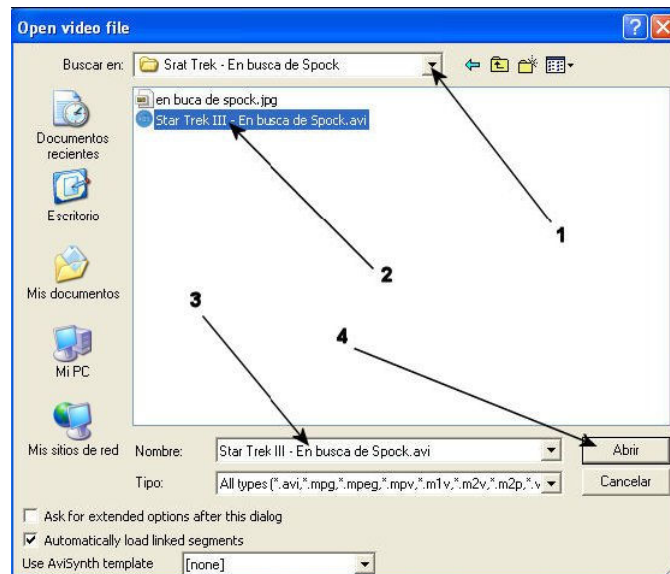 Open video file
Buscar en: Srat Trek - En busca de Spock
en buca de spock.jpg
Star Trek III - En busca de Spock.avi
Documentos
recientes
Escritorio
Mis documentos
Mi PC
Mis sitios de red
1
2
3
4
Nombre: Star Trek III - En busca de Spock.avi Abrir
Tipo: All types (*.avi,*.mpg,*.mpeg,*.mpv,*.m1v,*.m2v,*.m2p,*.v Cancelar
Ask for extended options after this dialog
Automatically load linked segments
Use AviSynth template [none]